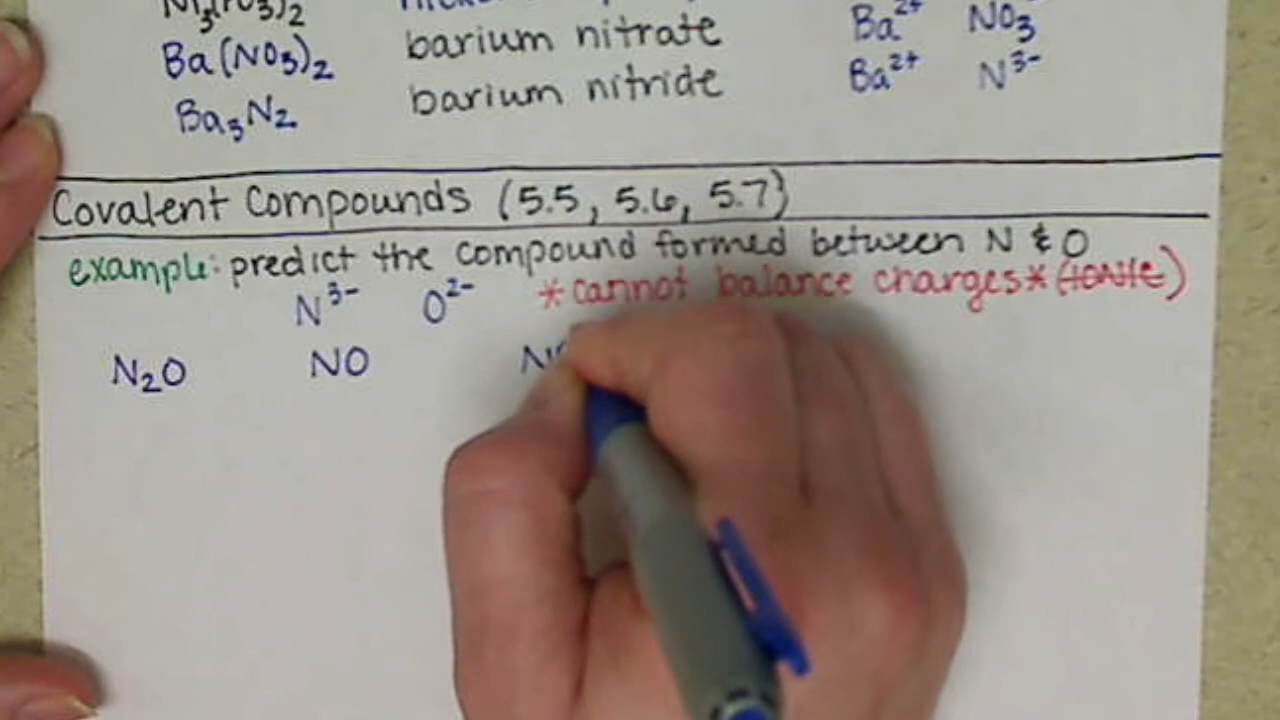 Ba(NO₃)₂ barium nitrate Ba²⁺ NO₃
Ba₃N₂ barium nitride Ba²⁺ N³⁻
Covalent Compounds (5.5, 5.6, 5.7)
example: predict the compound formed between N & O
N³⁻ O²⁻ *cannot balance charges* (ionic)
N₂O NO